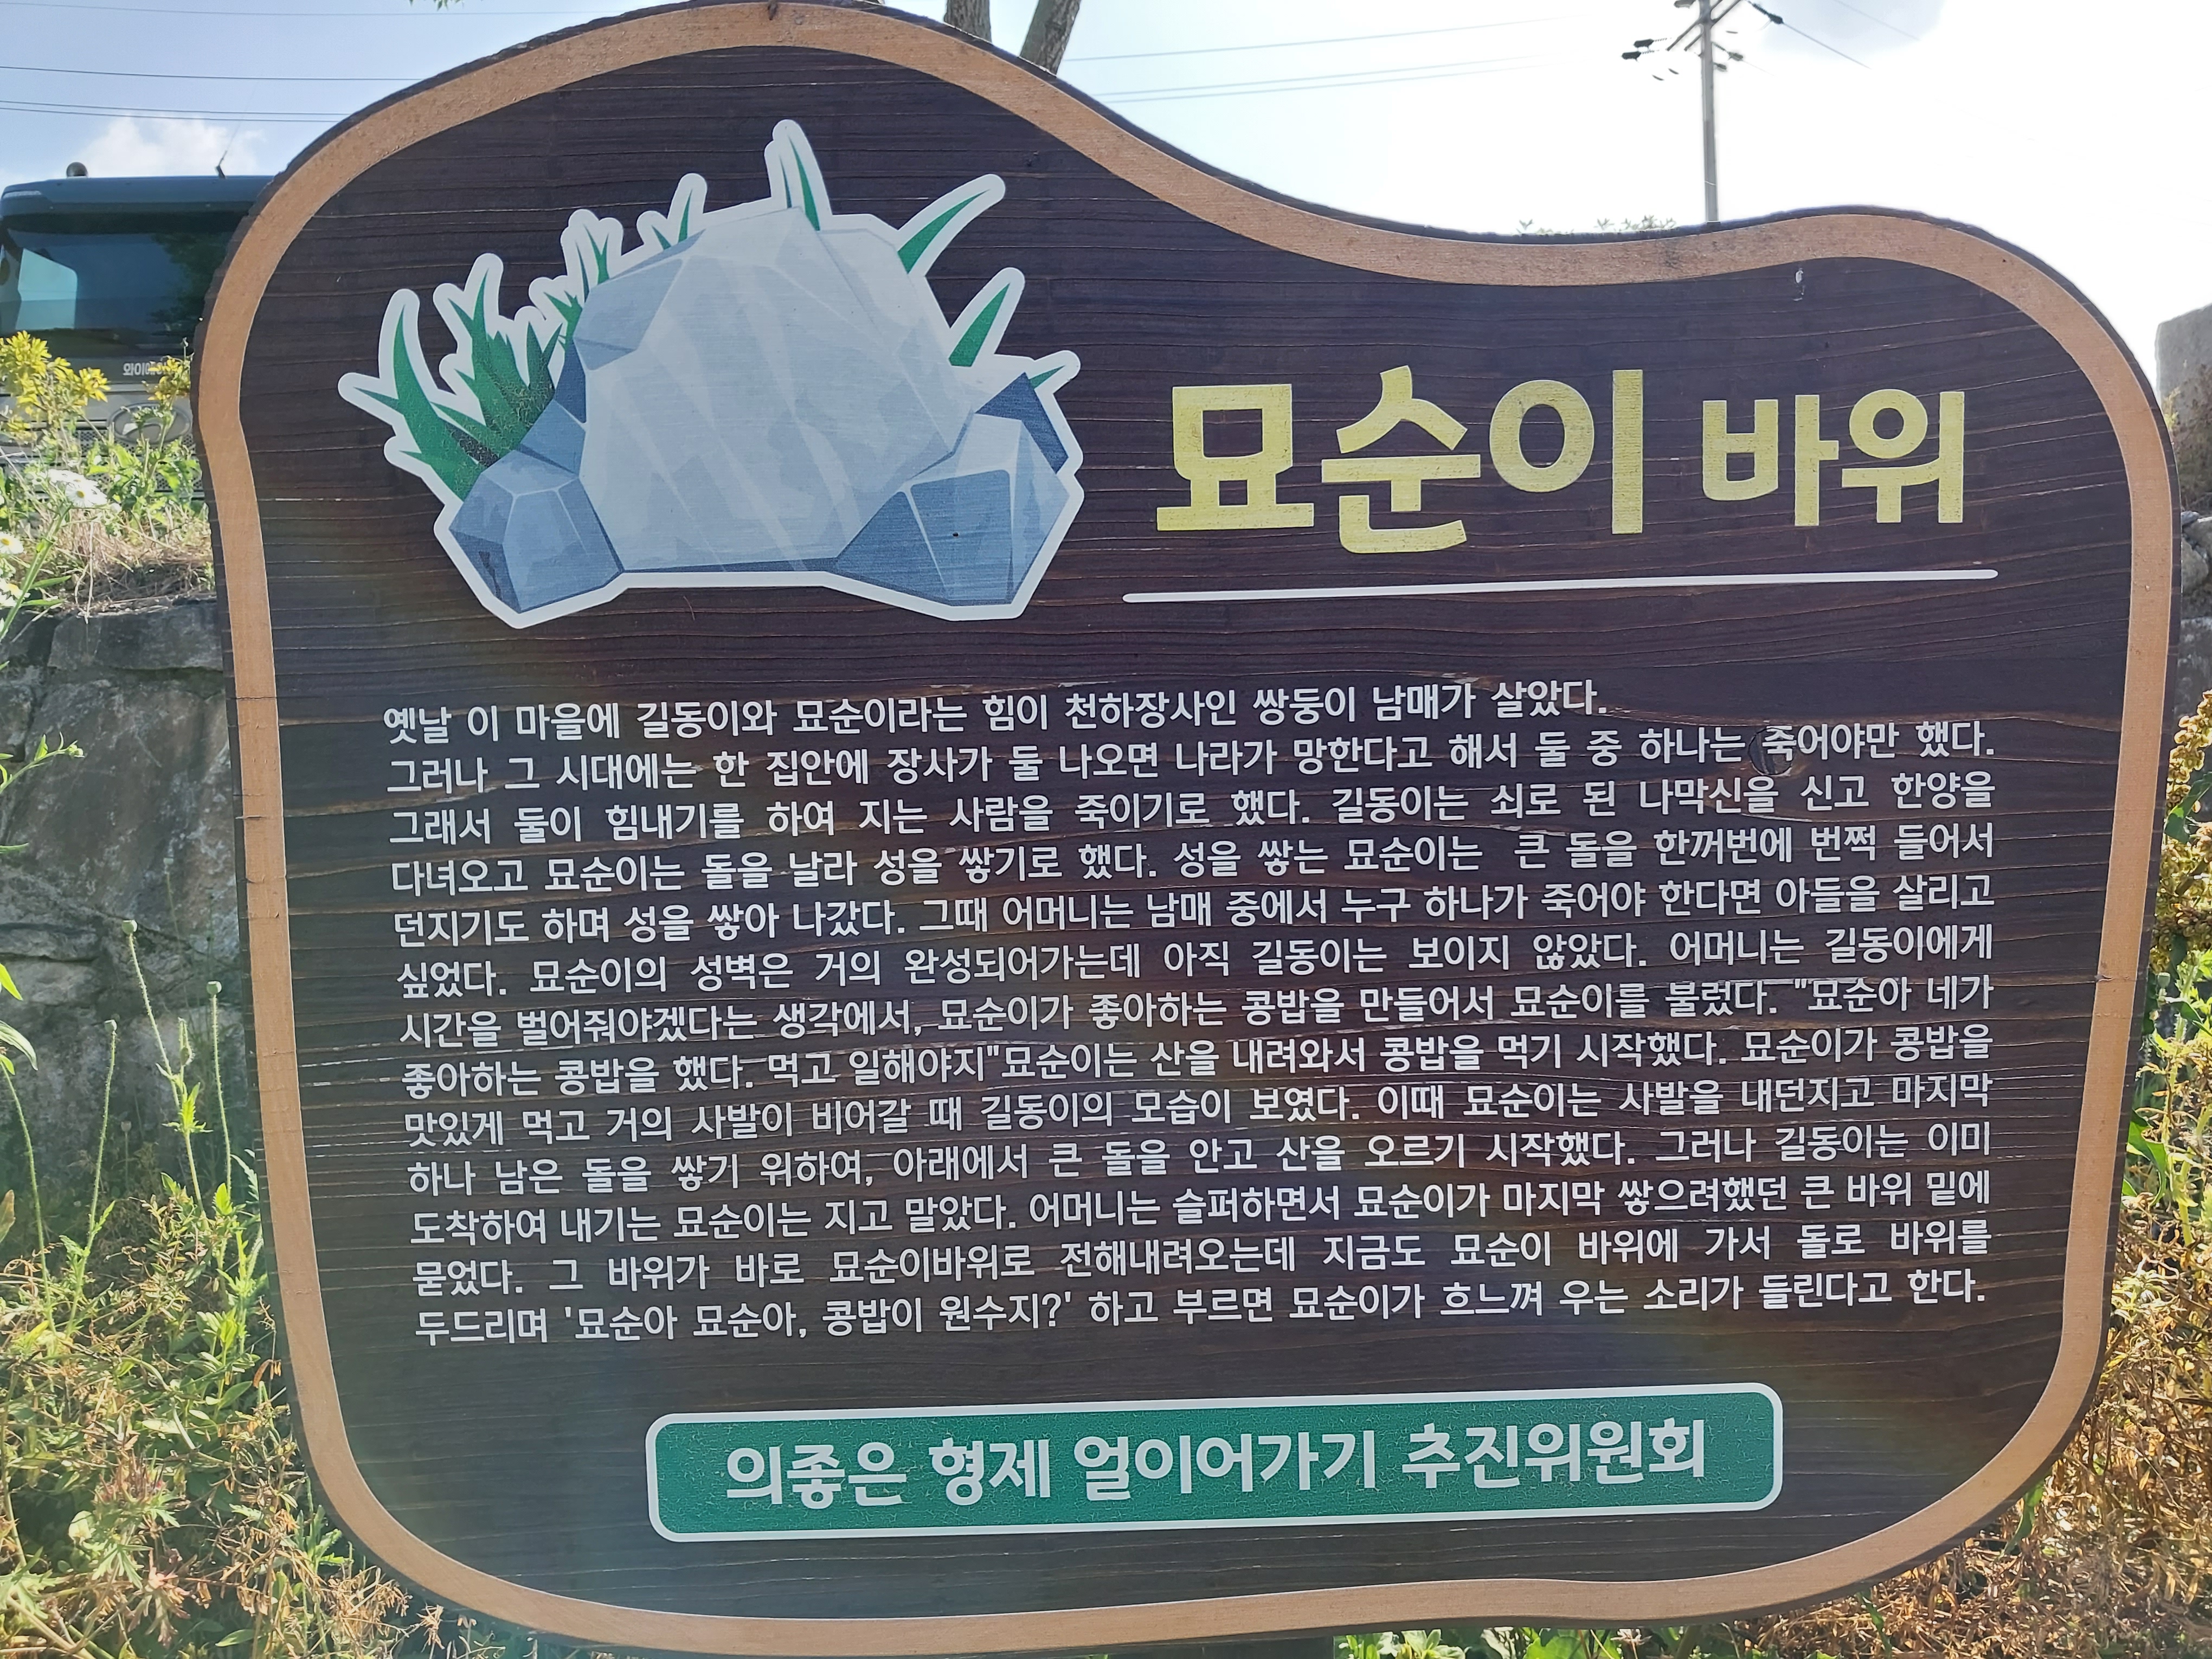 묘순이 바위
옛날 이 마을에 길동이와 묘순이라는 힘이 천하장사인 쌍둥이 남매가 살았다.
그러나 그 시대에는 한 집안에 장사가 둘 나오면 나라가 망한다고 해서 둘 중 하나는 죽어야만 했다.
그래서 둘이 힘내기를 하여 지는 사람을 죽이기로 했다. 길동이는 쇠로 된 나막신을 신고 한양을
다녀오고 묘순이는 돌을 날라 성을 쌓기로 했다. 성을 쌓는 묘순이는 큰 돌을 한꺼번에 번쩍 들어서
던지기도 하며 성을 쌓아 나갔다. 그때 어머니는 남매 중에서 누구 하나가 죽어야 한다면 아들을 살리고
싶었다. 묘순이의 성벽은 거의 완성되어가는데 아직 길동이는 보이지 않았다. 어머니는 길동이에게
시간을 벌어줘야겠다는 생각에서, 묘순이가 좋아하는 콩밥을 만들어서 묘순이를 불렀다. "묘순아 네가
좋아하는 콩밥을 했다. 먹고 일해야지"묘순이는 산을 내려와서 콩밥을 먹기 시작했다. 묘순이가 콩밥을
맛있게 먹고 거의 사발이 비어갈 때 길동이의 모습이 보였다. 이때 묘순이는 사발을 내던지고 마지막
하나 남은 돌을 쌓기 위하여, 아래에서 큰 돌을 안고 산을 오르기 시작했다. 그러나 길동이는 이미
도착하여 내기는 묘순이는 지고 말았다. 어머니는 슬퍼하면서 묘순이가 마지막 쌓으려했던 큰 바위 밑에
묻었다. 그 바위가 바로 묘순이바위로 전해내려오는데 지금도 묘순이 바위에 가서 돌로 바위를
두드리며 '묘순아 묘순아, 콩밥이 원수지?' 하고 부르면 묘순이가 흐느껴 우는 소리가 들린다고 한다.
의좋은 형제 얼이어가기 추진위원회